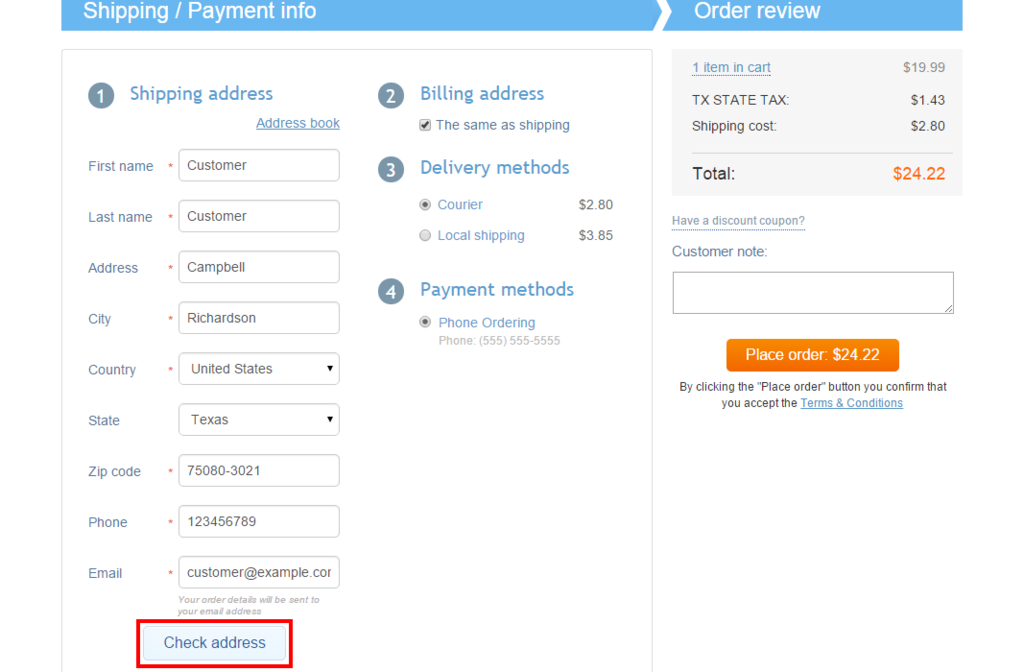 Shipping / Payment info
Order review
1
Shipping address
Address book
First name * Customer
Last name * Customer
Address * Campbell
City * Richardson
Country * United States
State Texas
Zip code * 75080-3021
Phone * 123456789
Email * customer@example.cor
Your order details will be sent to
your email address
Check address
2
Billing address
The same as shipping
3
Delivery methods
Courier $2.80
Local shipping $3.85
4
Payment methods
Phone Ordering
Phone: (555) 555-5555
1 item in cart $19.99
TX STATE TAX: $1.43
Shipping cost: $2.80
Total: $24.22
Have a discount coupon?
Customer note:
Place order: $24.22
By clicking the "Place order" button you confirm that
you accept the Terms & Conditions